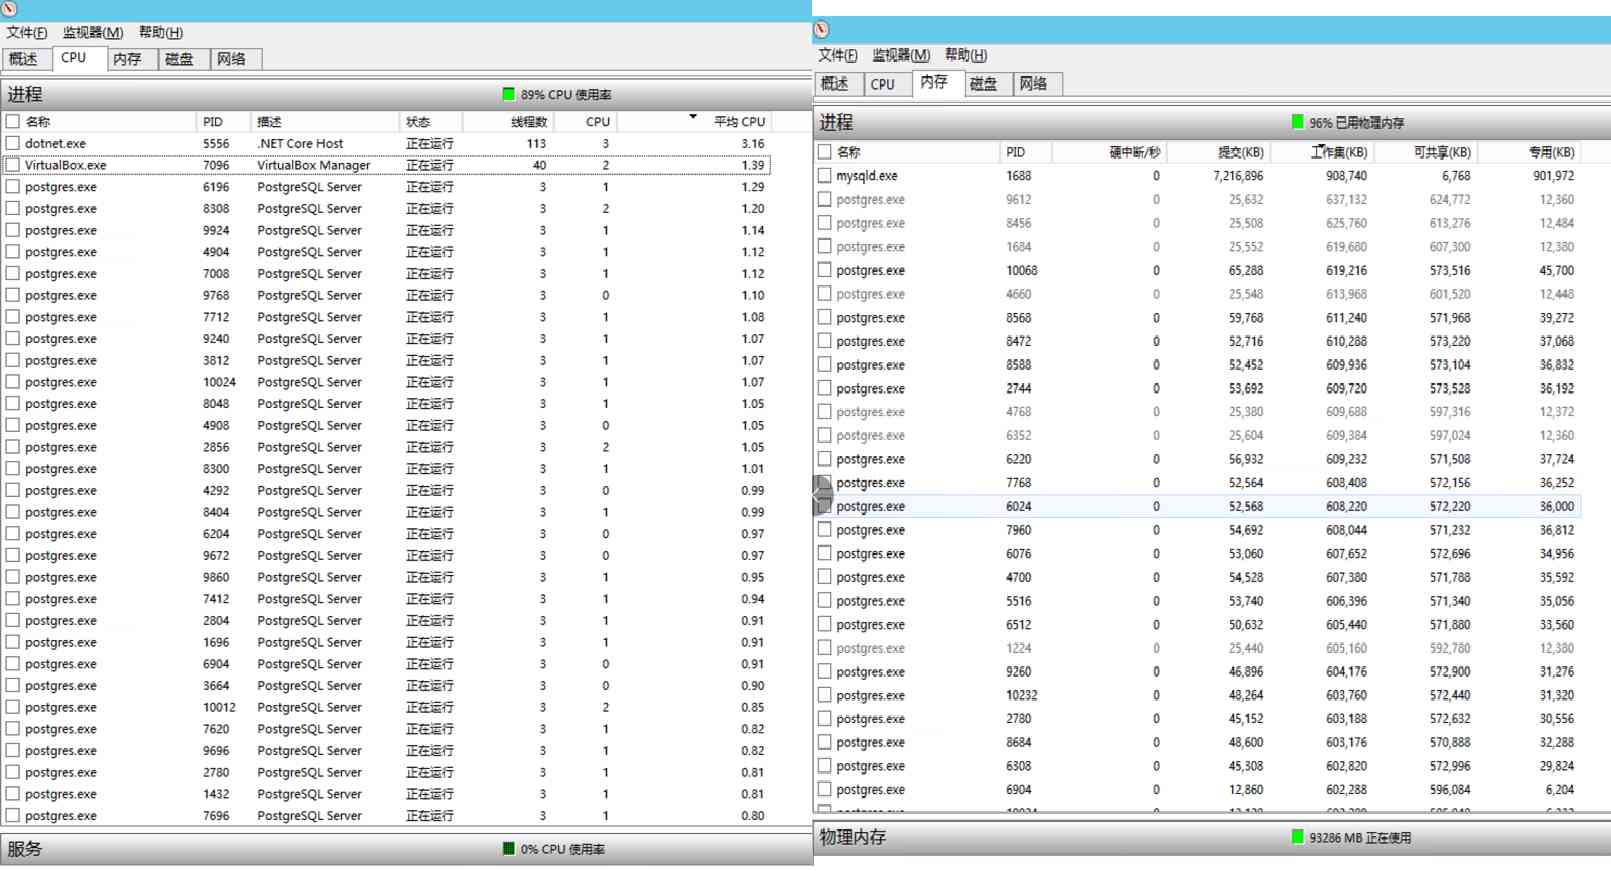 文件(F) 监视器(M) 帮助(H)
概述 CPU 内存 磁盘 网络
进程 89% CPU 使用率
名称 PID 描述 状态 线程数 CPU 平均 CPU
dotnet.exe 5556 .NET Core Host 正在运行 113 3 3.16
VirtualBox.exe 7096 VirtualBox Manager 正在运行 40 2 1.39
postgres.exe 6196 PostgreSQL Server 正在运行 3 1 1.29
postgres.exe 8308 PostgreSQL Server 正在运行 3 2 1.20
postgres.exe 9924 PostgreSQL Server 正在运行 3 1 1.14
postgres.exe 4904 PostgreSQL Server 正在运行 3 1 1.12
postgres.exe 7008 PostgreSQL Server 正在运行 3 1 1.12
postgres.exe 9768 PostgreSQL Server 正在运行 3 0 1.10
postgres.exe 7712 PostgreSQL Server 正在运行 3 1 1.08
postgres.exe 9240 PostgreSQL Server 正在运行 3 1 1.07
postgres.exe 3812 PostgreSQL Server 正在运行 3 1 1.07
postgres.exe 10024 PostgreSQL Server 正在运行 3 1 1.07
postgres.exe 8048 PostgreSQL Server 正在运行 3 1 1.05
postgres.exe 4908 PostgreSQL Server 正在运行 3 0 1.05
postgres.exe 2856 PostgreSQL Server 正在运行 3 2 1.05
postgres.exe 8300 PostgreSQL Server 正在运行 3 1 1.01
postgres.exe 4292 PostgreSQL Server 正在运行 3 0 0.99
postgres.exe 8404 PostgreSQL Server 正在运行 3 1 0.99
postgres.exe 6204 PostgreSQL Server 正在运行 3 0 0.97
postgres.exe 9672 PostgreSQL Server 正在运行 3 0 0.97
postgres.exe 9860 PostgreSQL Server 正在运行 3 1 0.95
postgres.exe 7412 PostgreSQL Server 正在运行 3 1 0.94
postgres.exe 2804 PostgreSQL Server 正在运行 3 1 0.91
postgres.exe 1696 PostgreSQL Server 正在运行 3 1 0.91
postgres.exe 6904 PostgreSQL Server 正在运行 3 0 0.91
postgres.exe 3664 PostgreSQL Server 正在运行 3 0 0.90
postgres.exe 10012 PostgreSQL Server 正在运行 3 2 0.85
postgres.exe 7620 PostgreSQL Server 正在运行 3 1 0.82
postgres.exe 9696 PostgreSQL Server 正在运行 3 1 0.82
postgres.exe 2780 PostgreSQL Server 正在运行 3 1 0.81
postgres.exe 1432 PostgreSQL Server 正在运行 3 1 0.81
postgres.exe 7696 PostgreSQL Server 正在运行 3 1 0.80
服务 0% CPU 使用率
文件(F) 监视器(M) 帮助(H)
概述 CPU 内存 磁盘 网络
进程 96% 已用物理内存
名称 PID 硬中断/秒 提交(KB) 工作集(KB) 可共享(KB) 专用(KB)
mysqld.exe 1688 0 7,216,896 908,740 6,768 901,972
postgres.exe 9612 0 25,632 637,132 624,772 12,360
postgres.exe 8456 0 25,508 625,760 613,276 12,484
postgres.exe 1684 0 25,552 619,680 607,300 12,380
postgres.exe 10068 0 65,288 619,216 573,516 45,700
postgres.exe 4660 0 25,548 613,968 601,520 12,448
postgres.exe 8568 0 59,768 611,240 571,968 39,272
postgres.exe 8472 0 52,716 610,288 573,220 37,068
postgres.exe 8588 0 52,452 609,936 573,104 36,832
postgres.exe 2744 0 53,692 609,720 573,528 36,192
postgres.exe 4768 0 25,380 609,688 597,316 12,372
postgres.exe 6352 0 25,604 609,384 597,024 12,360
postgres.exe 6220 0 56,932 609,232 571,508 37,724
postgres.exe 7768 0 52,564 608,408 572,156 36,252
postgres.exe 6024 0 52,568 608,220 572,220 36,000
postgres.exe 7960 0 54,692 608,044 571,232 36,812
postgres.exe 6076 0 53,060 607,652 572,696 34,956
postgres.exe 4700 0 54,528 607,380 571,788 35,592
postgres.exe 5516 0 53,740 606,396 571,340 35,056
postgres.exe 6512 0 50,632 605,440 571,880 33,560
postgres.exe 1224 0 25,440 605,160 592,780 12,380
postgres.exe 9260 0 46,896 604,176 572,900 31,276
postgres.exe 10232 0 48,264 603,760 572,440 31,320
postgres.exe 2780 0 45,152 603,188 572,632 30,556
postgres.exe 8684 0 48,600 603,176 570,888 32,288
postgres.exe 6308 0 45,308 602,820 572,996 29,824
postgres.exe 6904 0 12,860 602,288 596,084 6,204
物理内存 93286 MB 正在使用